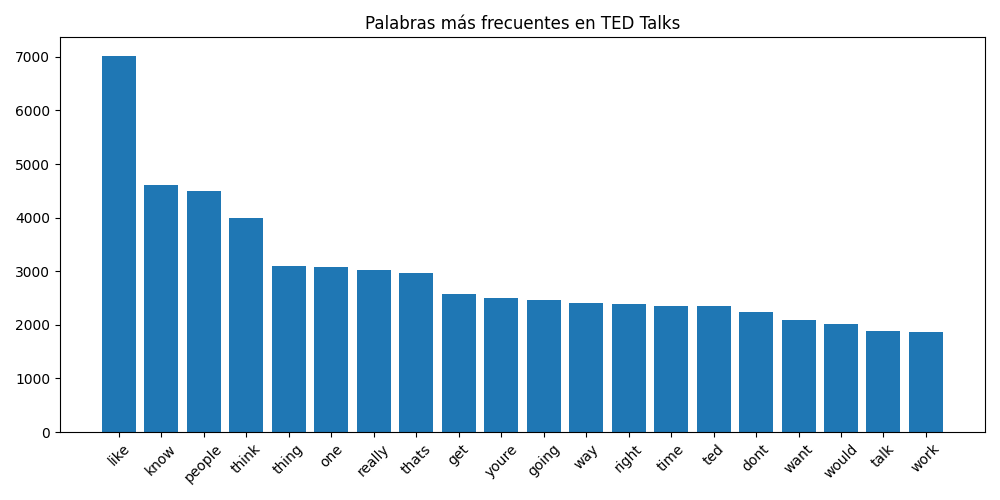 Palabras más frecuentes en TED Talks
7000
6000
5000
4000
3000
2000
1000
0
like
know
people
think
thing
one
really
thats
get
youre
going
way
right
time
ted
dont
want
would
talk
work